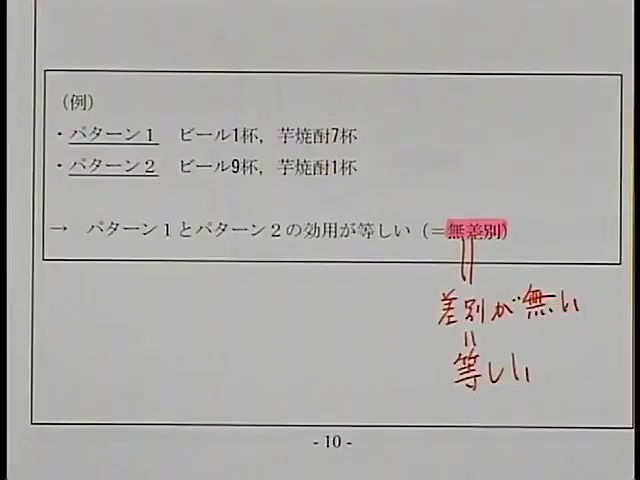 （例）
・パターン１　ビール1杯，芋焼酎7杯
・パターン２　ビール9杯，芋焼酎1杯
→　パターン１とパターン２の効用が等しい（＝無差別）
差別が無い
＝
等しい
- 10 -